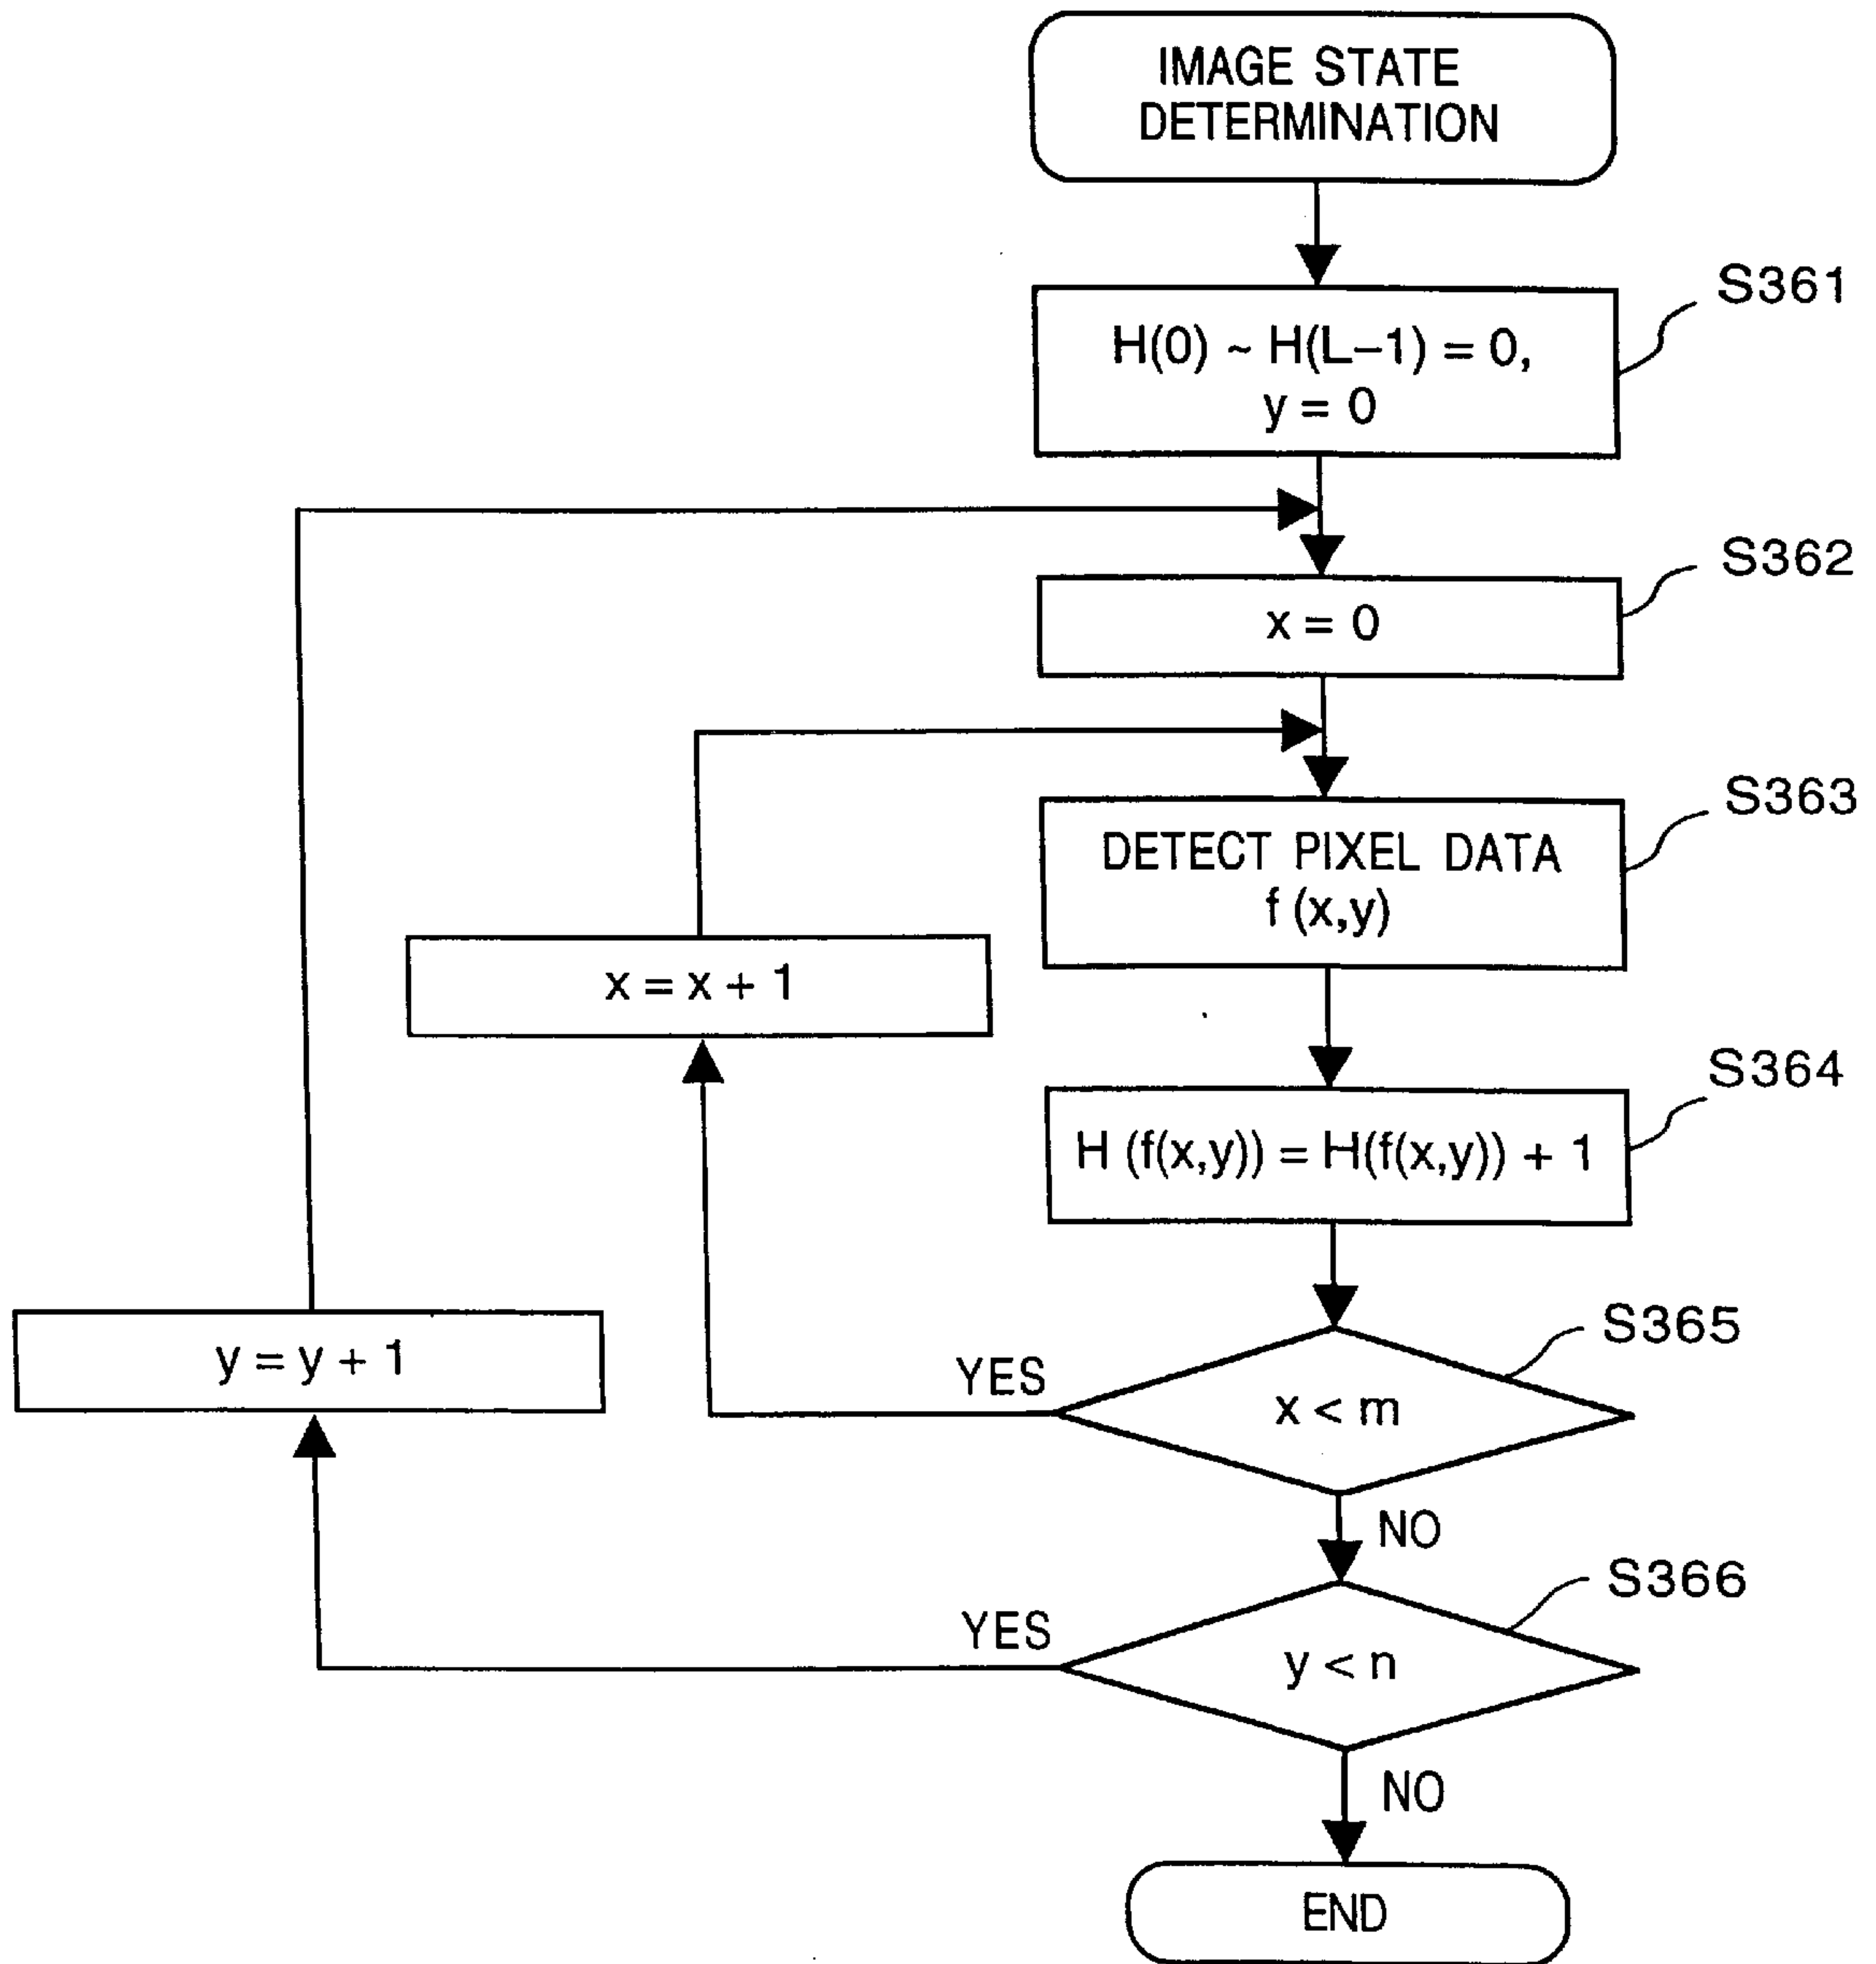 IMAGE STATE
DETERMINATION
S361
H(0) ~ H(L−1) = 0,
y = 0
S362
x = 0
S363
DETECT PIXEL DATA
f (x,y)
x = x + 1
S364
H (f(x,y)) = H(f(x,y)) + 1
S365
YES
x < m
y = y + 1
NO
S366
YES
y < n
NO
END